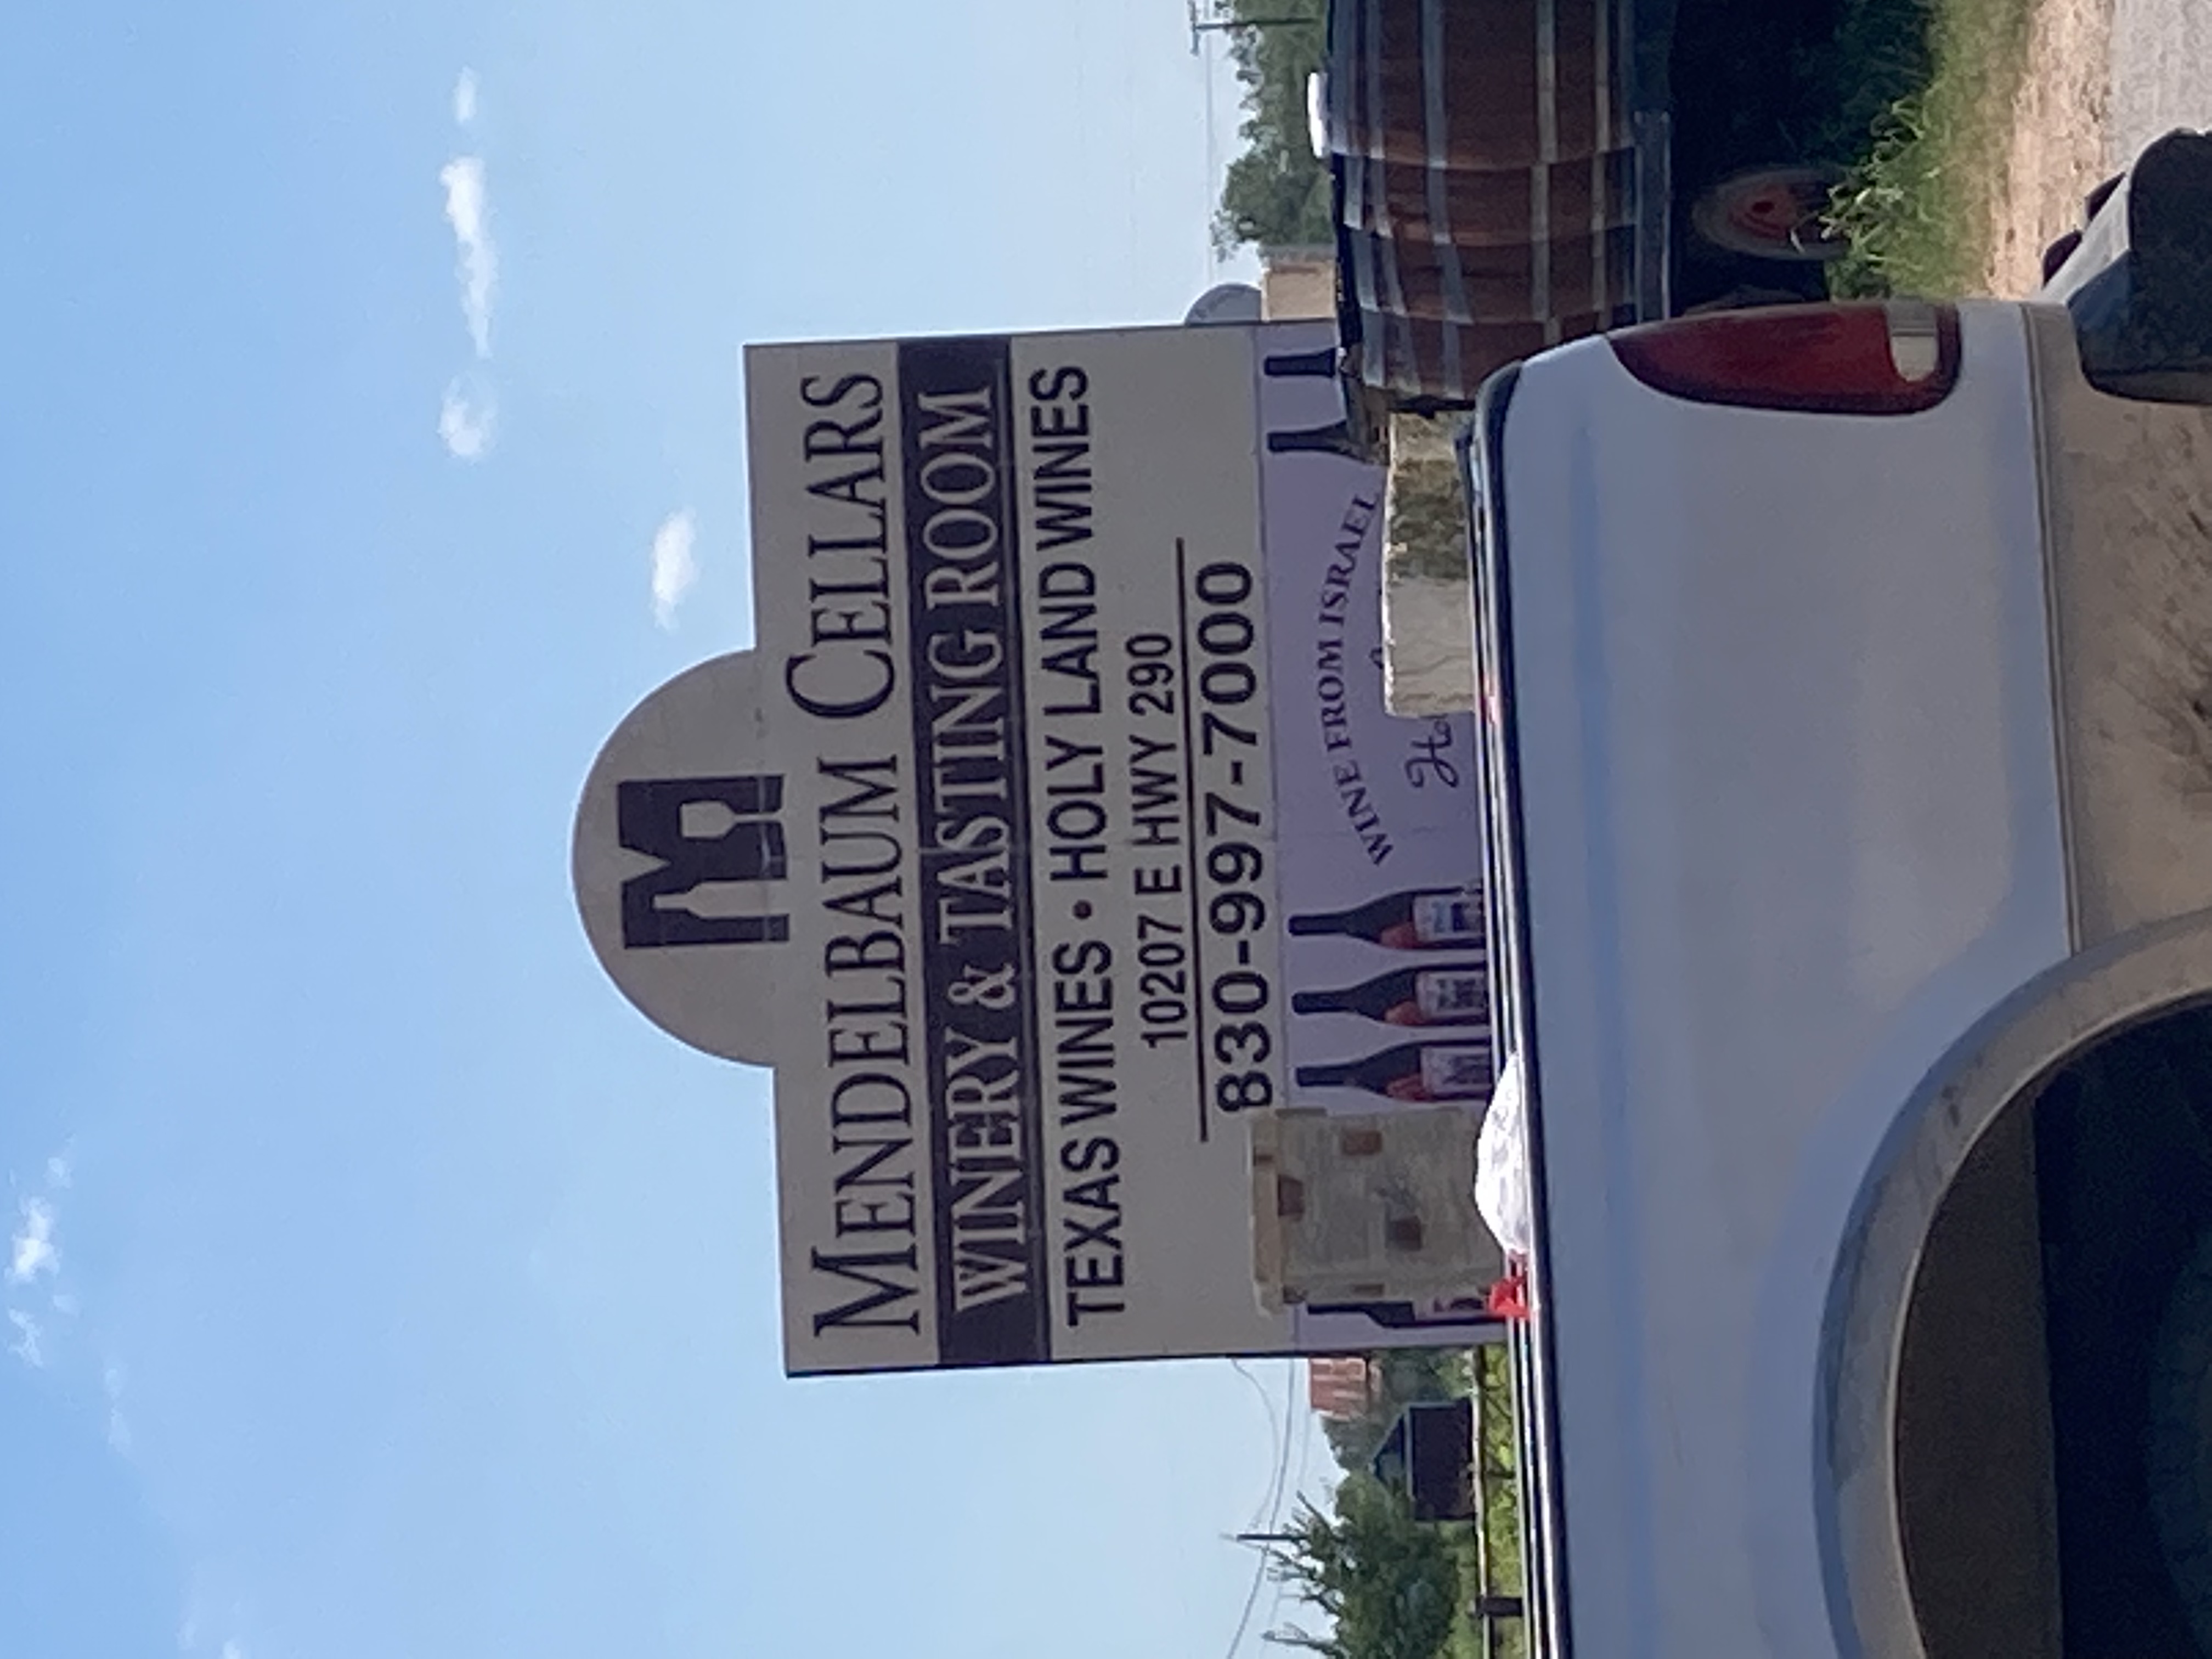 M
MENDELBAUM CELLARS
WINERY & TASTING ROOM
TEXAS WINES • HOLY LAND WINES
10207 E HWY 290
830-997-7000
WINE FROM ISRAEL